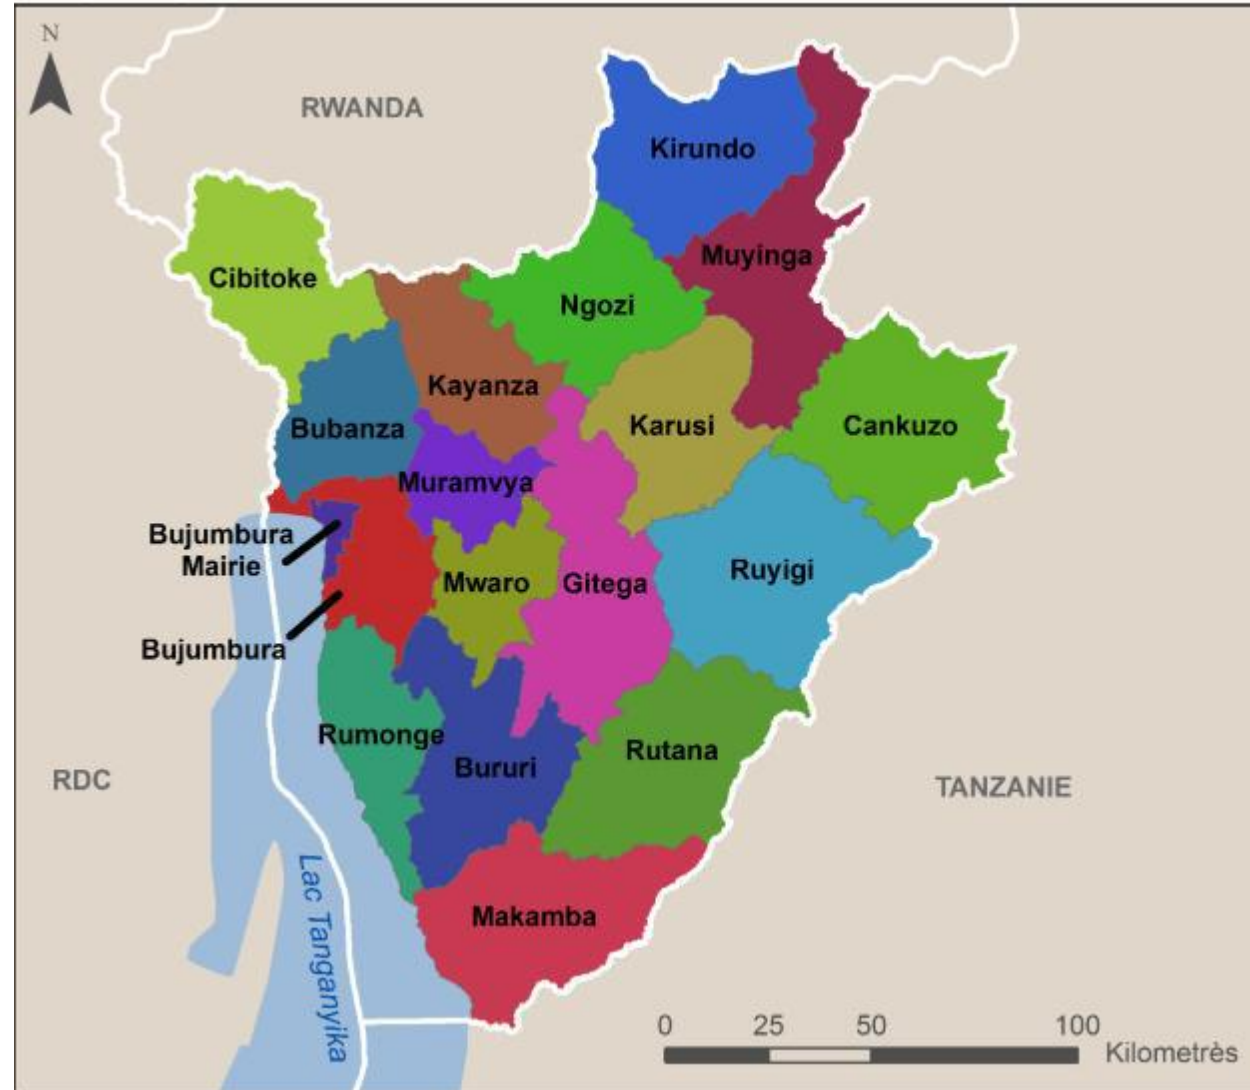 N
RWANDA
Kirundo
Muyinga
Cibitoke
Ngozi
Kayanza
Karusi
Cankuzo
Bubanza
Muramvya
Bujumbura
Mairie
Mwaro
Gitega
Ruyigi
Bujumbura
Rumonge
Bururi
Rutana
RDC
TANZANIE
Lac Tanganyika
Makamba
0 25 50 100
Kilometrès